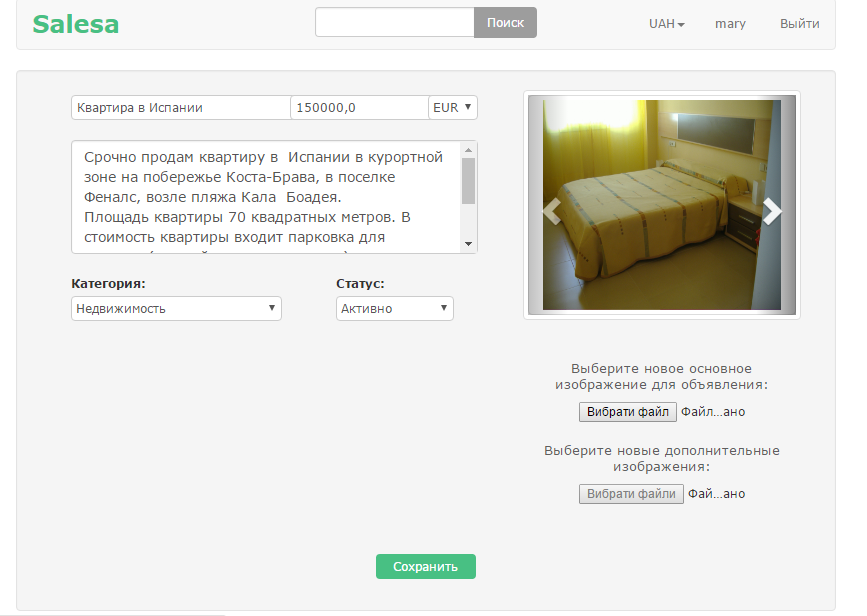 Salesa
Поиск
UAH
mary
Выйти
Квартира в Испании
150000,0
EUR
Срочно продам квартиру в Испании в курортной
зоне на побережье Коста-Брава, в поселке
Феналс, возле пляжа Кала Боадея.
Площадь квартиры 70 квадратных метров. В
стоимость квартиры входит парковка для
Категория:
Статус:
Недвижимость
Активно
Выберите новое основное
изображение для объявления:
Вибрати файл Файл...ано
Выберите новые дополнительные
изображения:
Вибрати файли Фай...ано
Сохранить